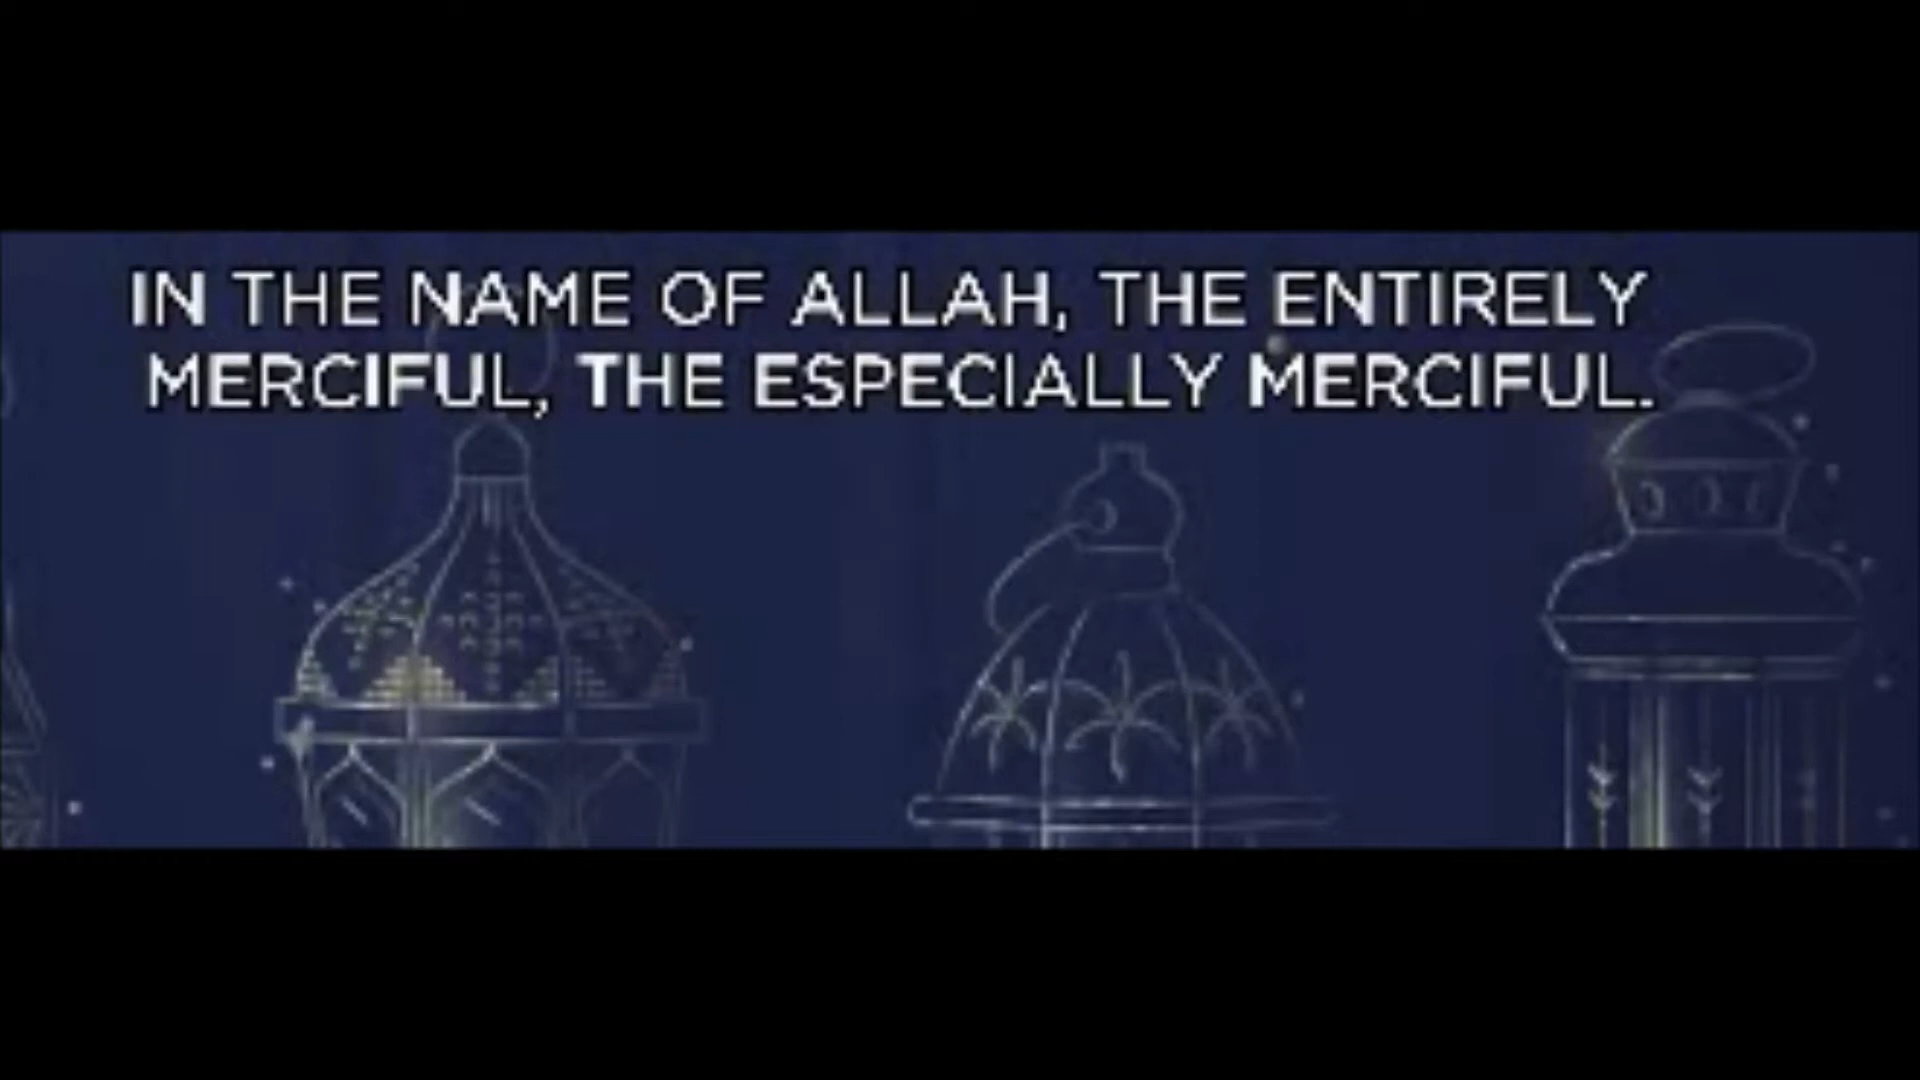 IN THE NAME OF ALLAH, THE ENTIRELY
MERCIFUL, THE ESPECIALLY MERCIFUL.